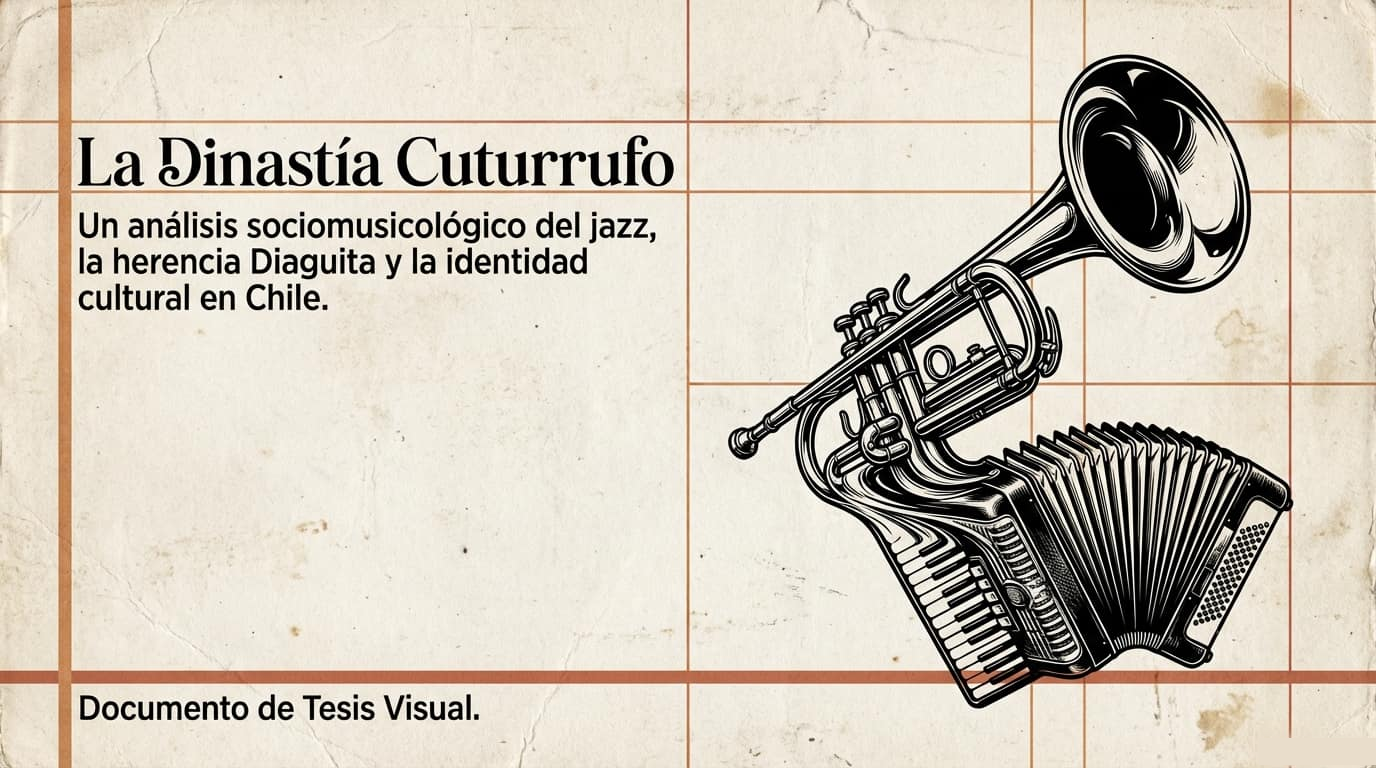 La Dinastía Cuturrufo
Un análisis sociomusicológico del jazz,
la herencia Diaguita y la identidad
cultural en Chile.
Documento de Tesis Visual.